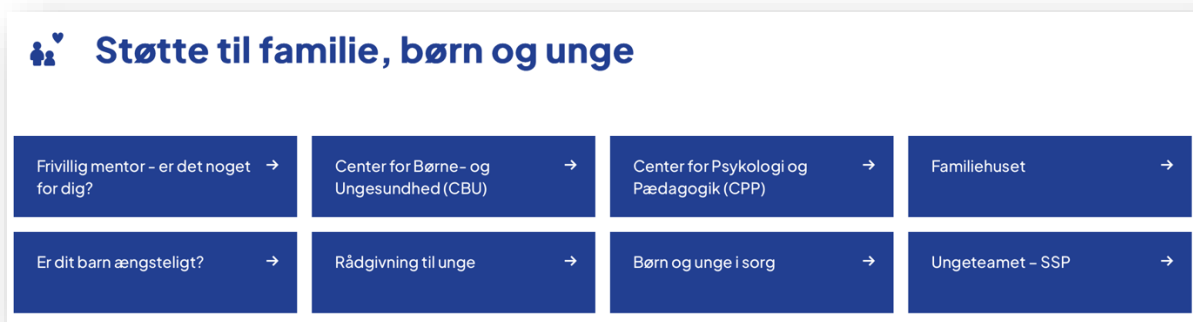 Støtte til familie, børn og unge
Frivillig mentor - er det noget
for dig?
Center for Børne- og
Ungesundhed (CBU)
Center for Psykologi og
Pædagogik (CPP)
Familiehuset
Er dit barn ængsteligt?
Rådgivning til unge
Børn og unge i sorg
Ungeteamet – SSP